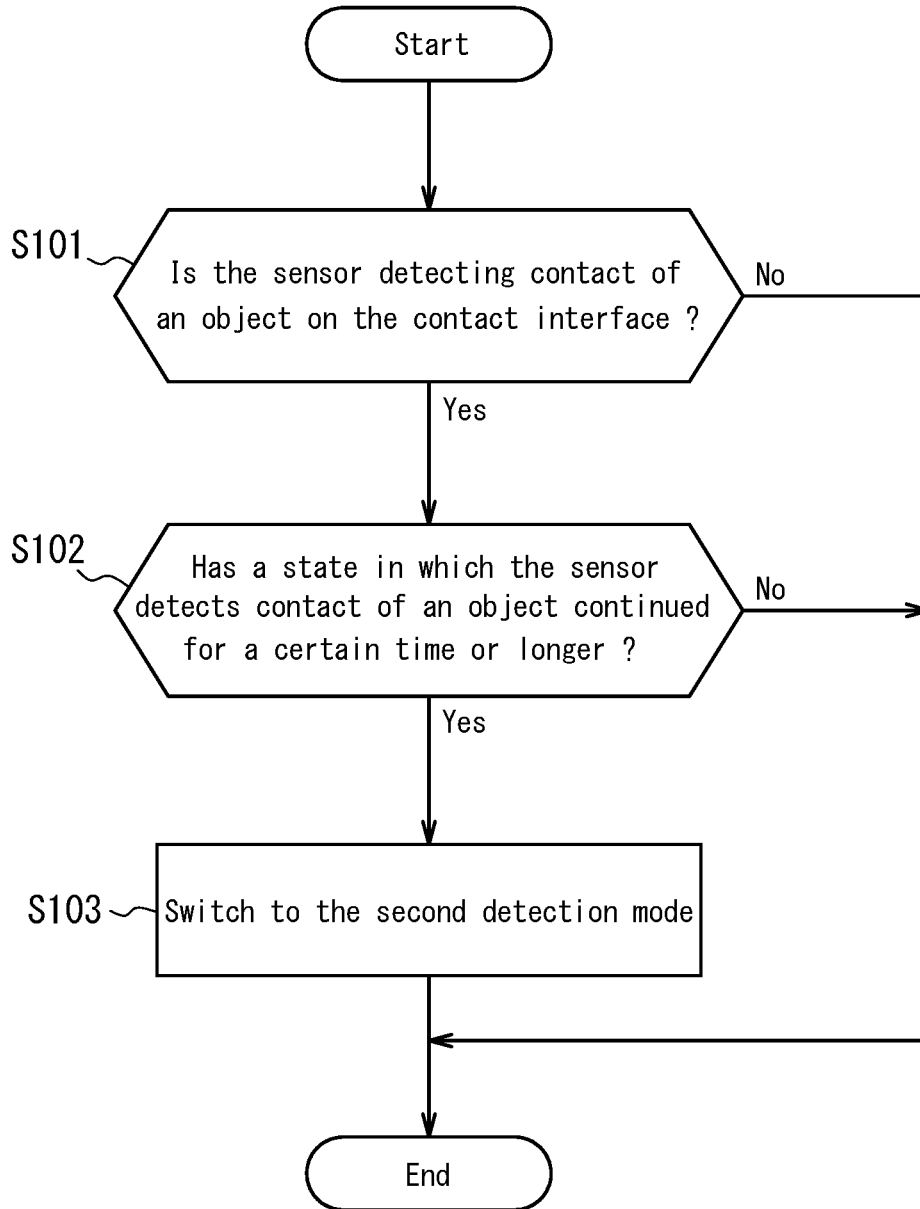 Start
S101
Is the sensor detecting contact of
an object on the contact interface ?
No
Yes
S102
Has a state in which the sensor
detects contact of an object continued
for a certain time or longer ?
No
Yes
S103
Switch to the second detection mode
End